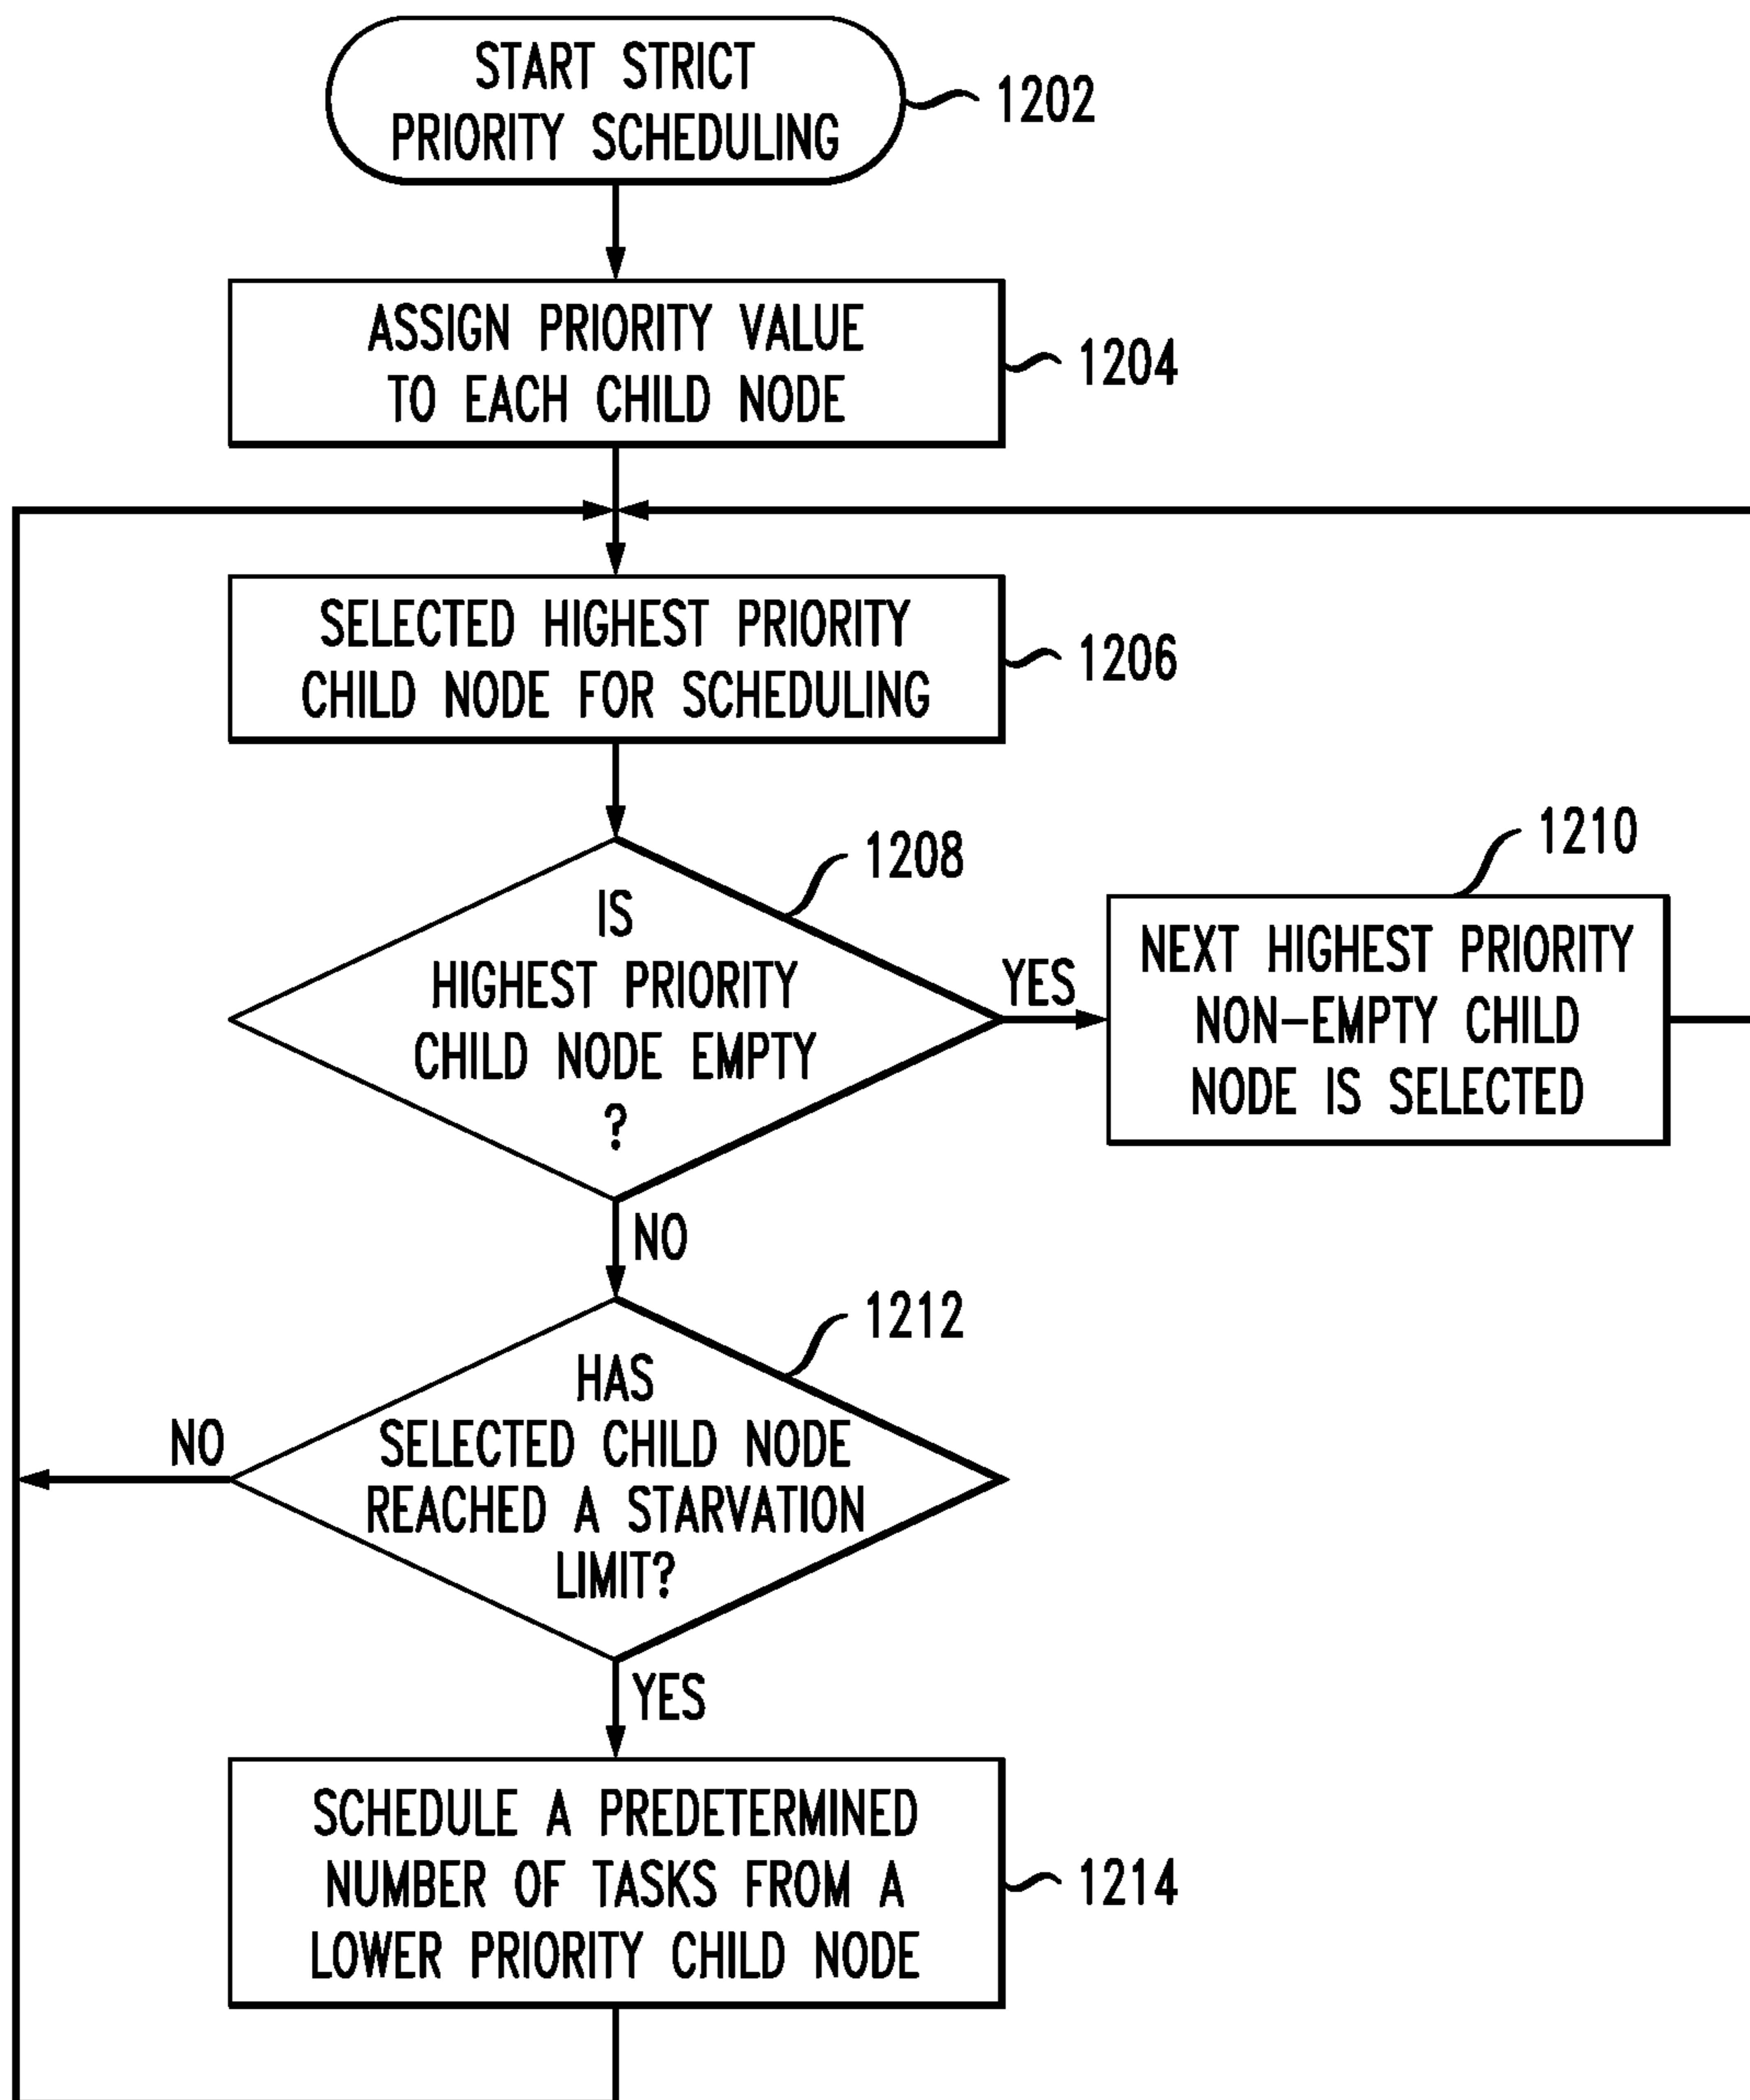 START STRICT
PRIORITY SCHEDULING
1202
ASSIGN PRIORITY VALUE
TO EACH CHILD NODE
1204
SELECTED HIGHEST PRIORITY
CHILD NODE FOR SCHEDULING
1206
IS
HIGHEST PRIORITY
CHILD NODE EMPTY
?
1208
YES
NEXT HIGHEST PRIORITY
NON-EMPTY CHILD
NODE IS SELECTED
1210
NO
HAS
SELECTED CHILD NODE
REACHED A STARVATION
LIMIT?
1212
NO
YES
SCHEDULE A PREDETERMINED
NUMBER OF TASKS FROM A
LOWER PRIORITY CHILD NODE
1214